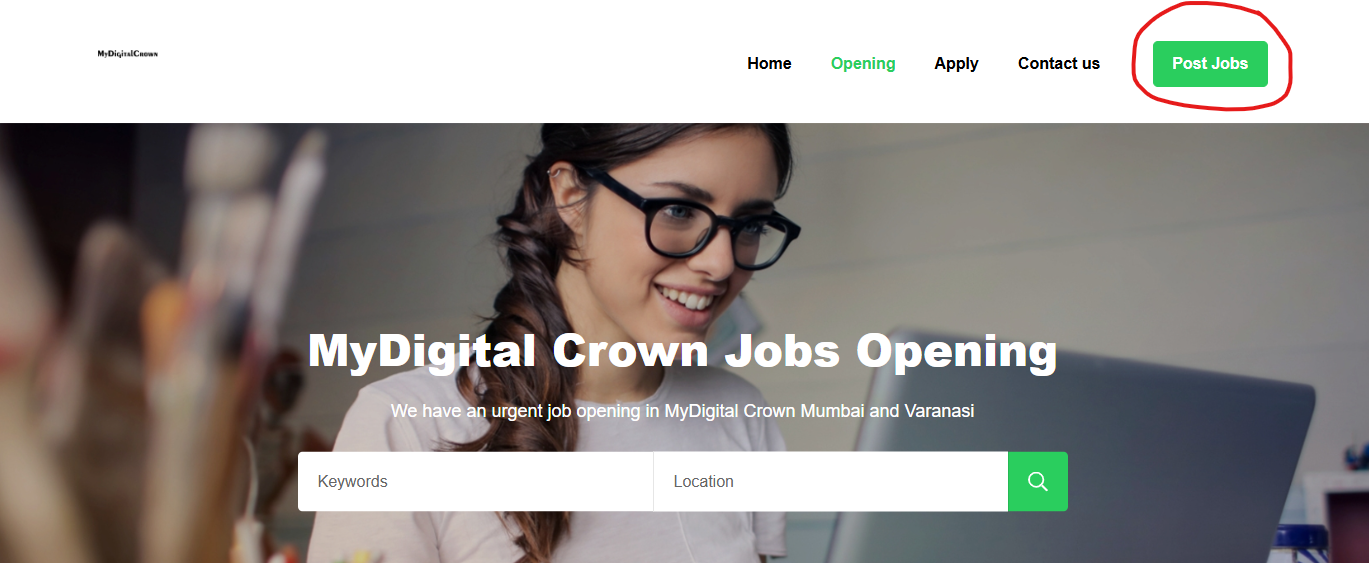 MyDigitalCrown
Home Opening Apply Contact us Post Jobs
MyDigital Crown Jobs Opening
We have an urgent job opening in MyDigital Crown Mumbai and Varanasi
Keywords Location